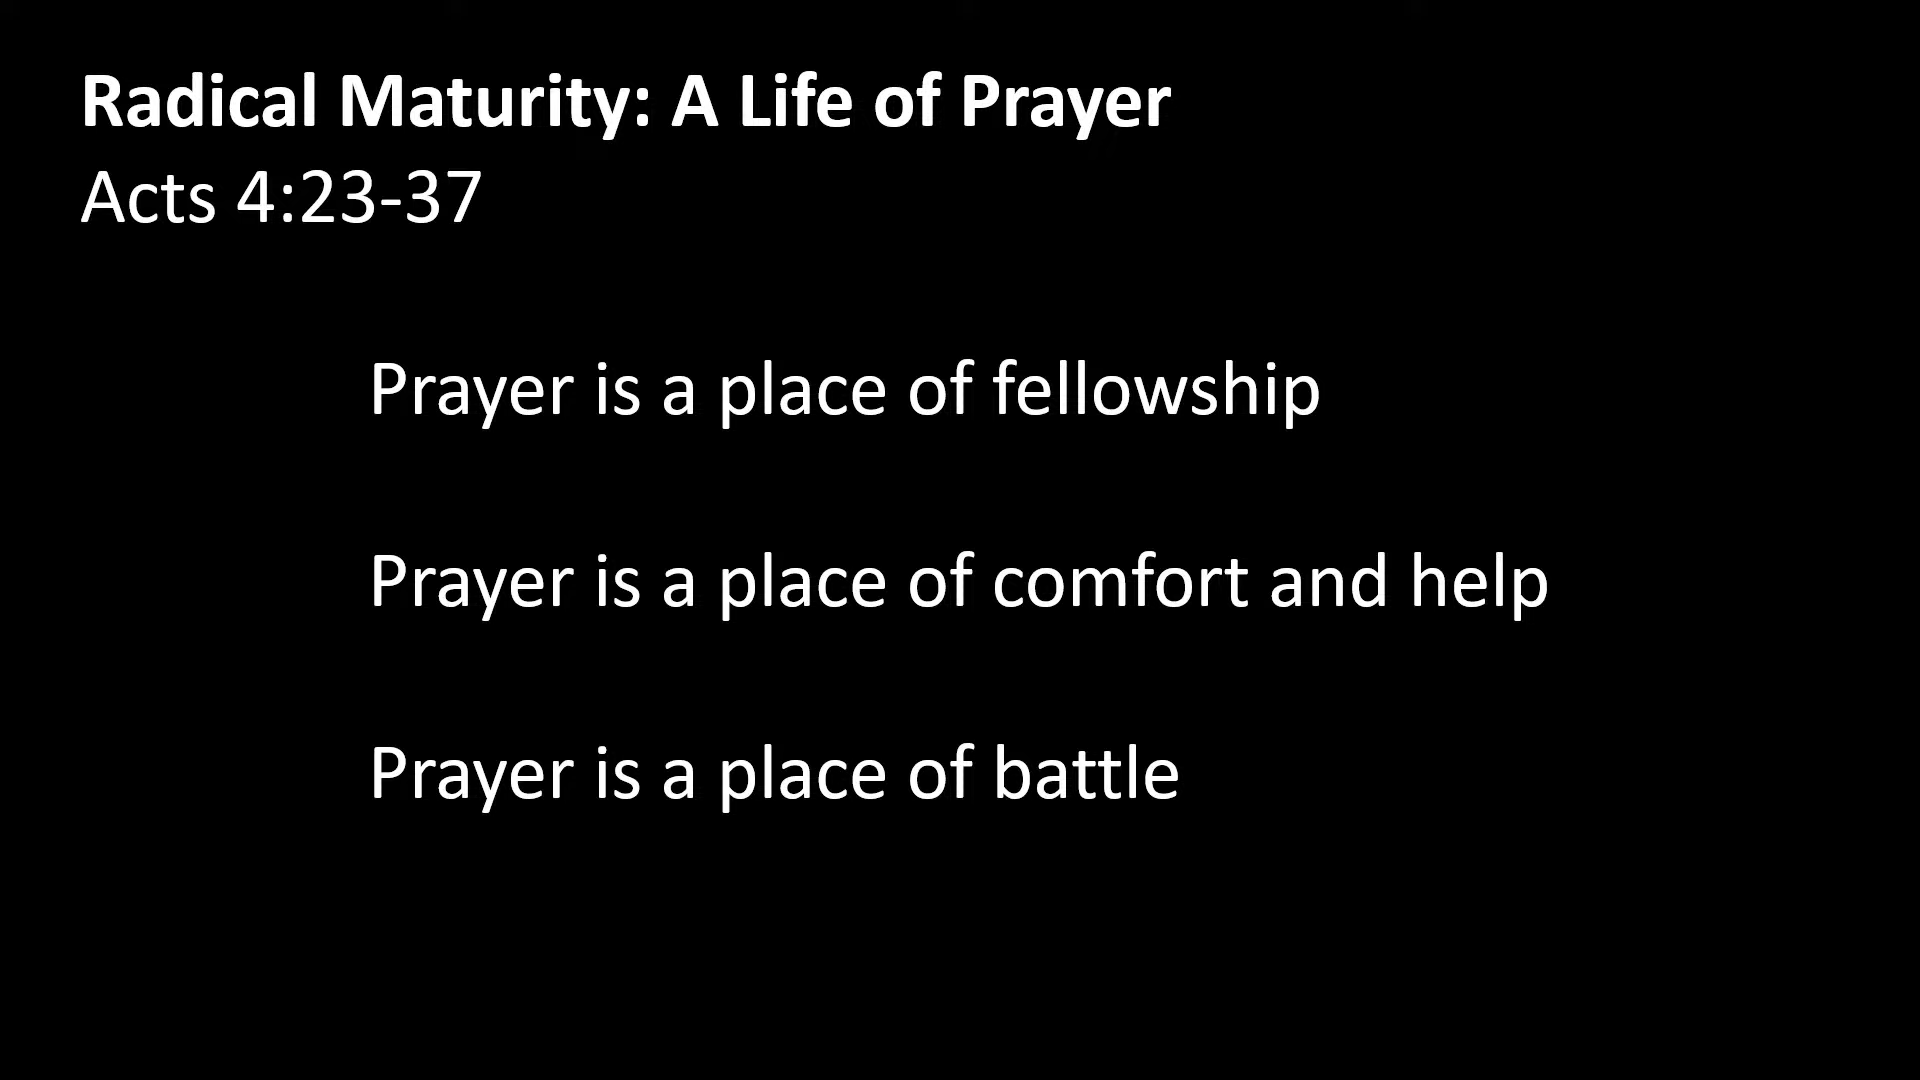 Radical Maturity: A Life of Prayer
Acts 4:23-37
Prayer is a place of fellowship
Prayer is a place of comfort and help
Prayer is a place of battle